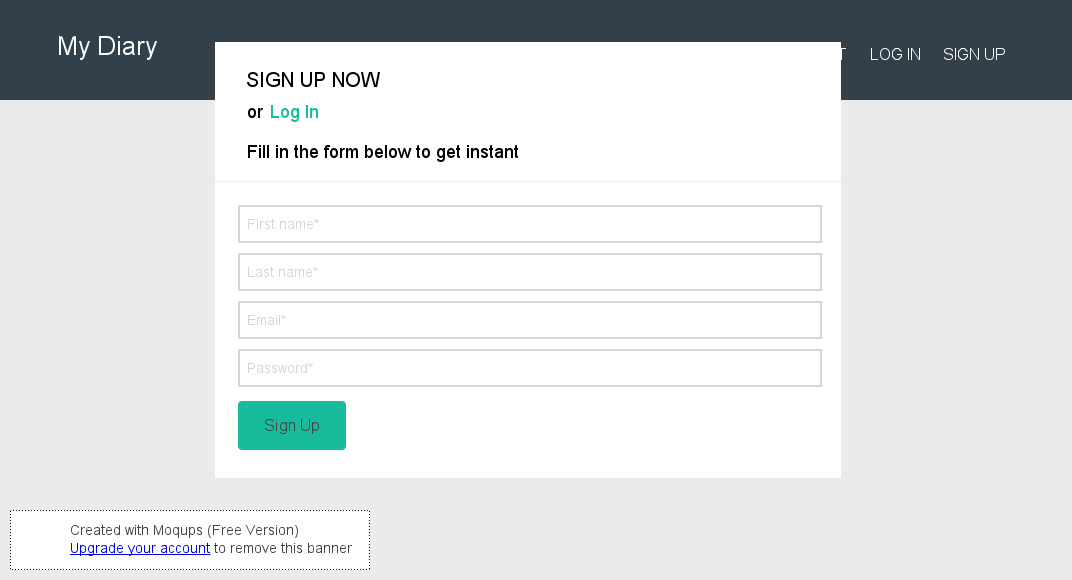 My Diary
LOG IN SIGN UP
SIGN UP NOW
or Log In
Fill in the form below to get instant
First name*
Last name*
Email*
Password*
Sign Up
Created with Moqups (Free Version)
Upgrade your account to remove this banner